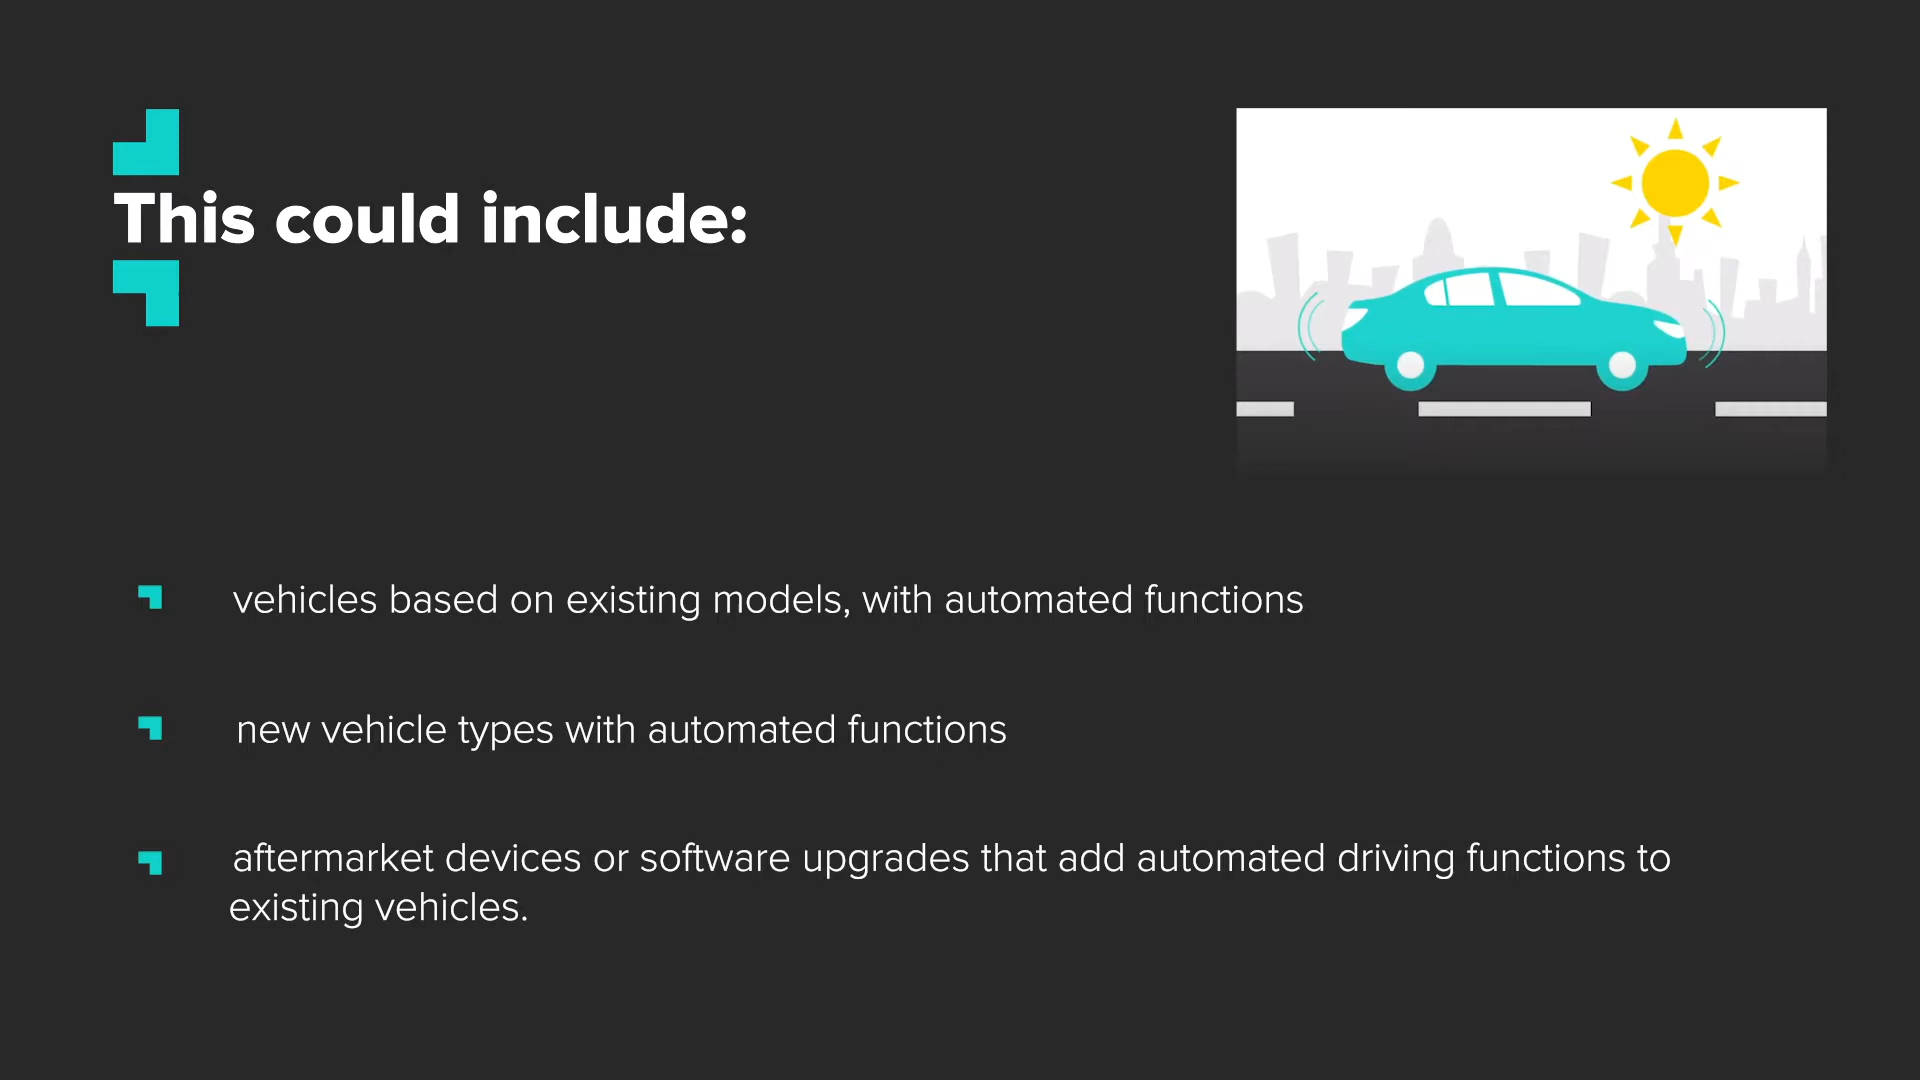 This could include:
vehicles based on existing models, with automated functions
new vehicle types with automated functions
aftermarket devices or software upgrades that add automated driving functions to
existing vehicles.